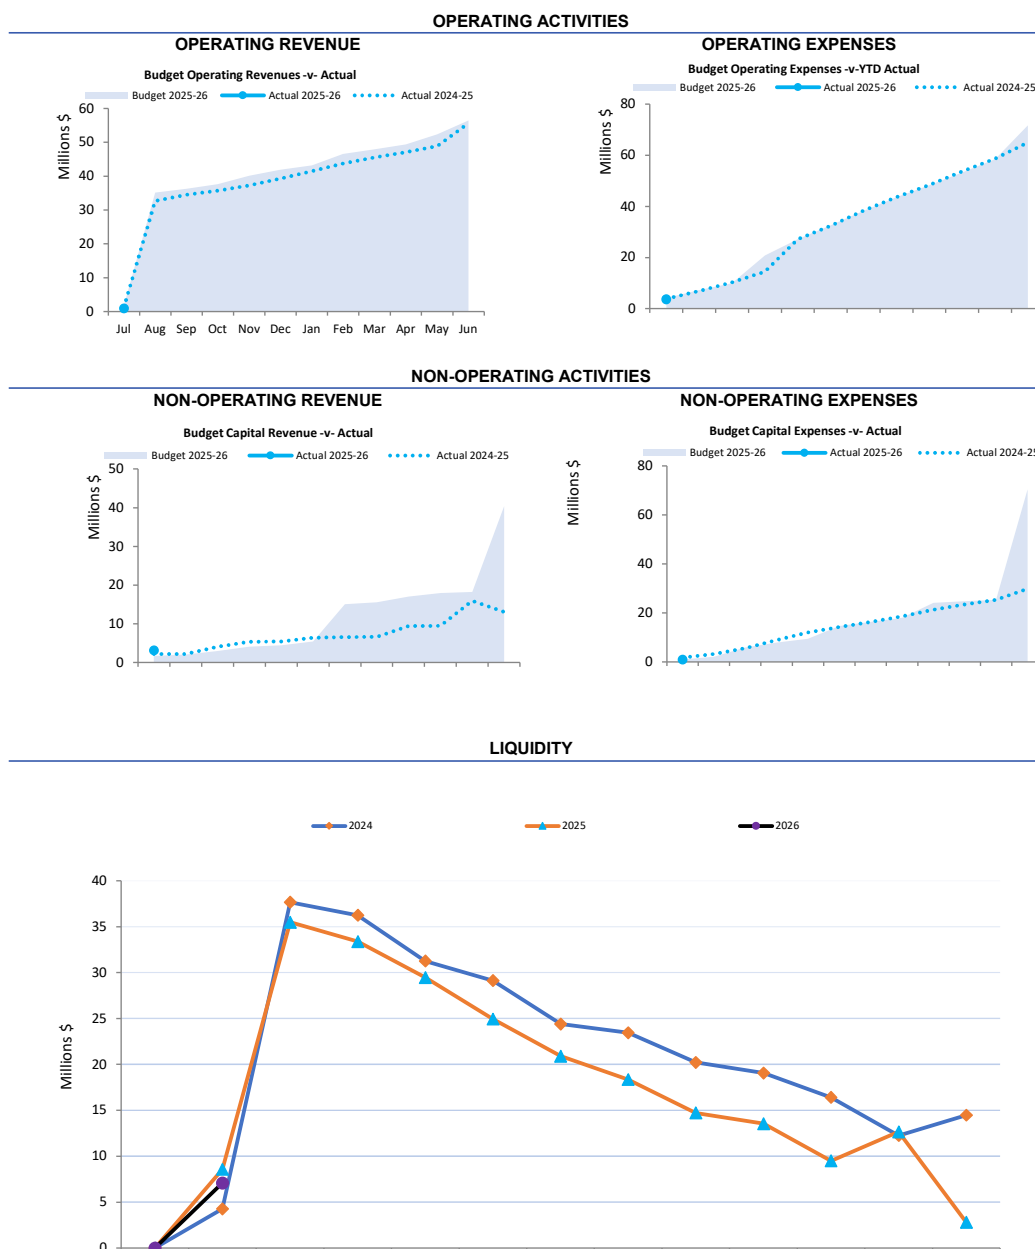 OPERATING ACTIVITIES
OPERATING REVENUE
Budget Operating Revenues -v- Actual
Budget 2025-26 Actual 2025-26 Actual 2024-25
Millions $
60
50
40
30
20
10
0
Jul Aug Sep Oct Nov Dec Jan Feb Mar Apr May Jun
OPERATING EXPENSES
Budget Operating Expenses -v-YTD Actual
Budget 2025-26 Actual 2025-26 Actual 2024-25
Millions $
80
60
40
20
0
NON-OPERATING ACTIVITIES
NON-OPERATING REVENUE
Budget Capital Revenue -v- Actual
Budget 2025-26 Actual 2025-26 Actual 2024-25
Millions $
50
40
30
20
10
0
NON-OPERATING EXPENSES
Budget Capital Expenses -v- Actual
Budget 2025-26 Actual 2025-26 Actual 2024-25
Millions $
80
60
40
20
0
LIQUIDITY
2024 2025 2026
Millions $
40
35
30
25
20
15
10
5
0